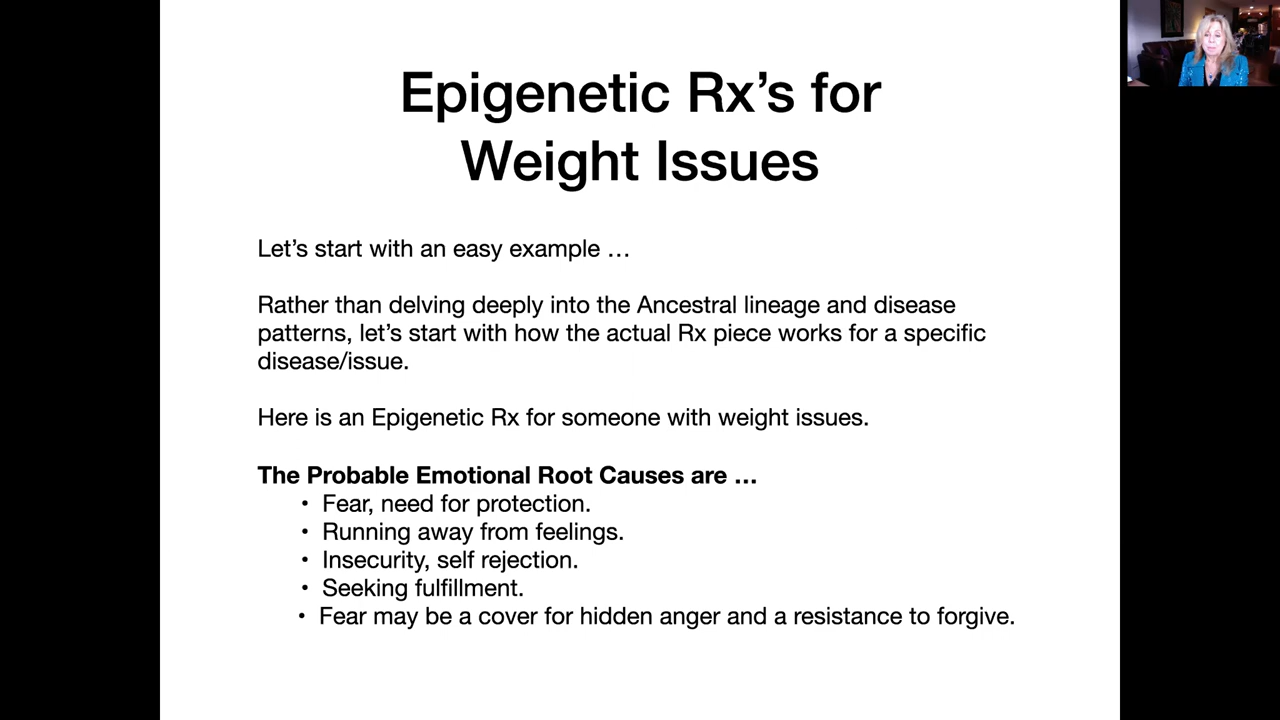 Epigenetic Rx’s for
Weight Issues
Let’s start with an easy example …
Rather than delving deeply into the Ancestral lineage and disease
patterns, let’s start with how the actual Rx piece works for a specific
disease/issue.
Here is an Epigenetic Rx for someone with weight issues.
The Probable Emotional Root Causes are …
• Fear, need for protection.
• Running away from feelings.
• Insecurity, self rejection.
• Seeking fulfillment.
• Fear may be a cover for hidden anger and a resistance to forgive.